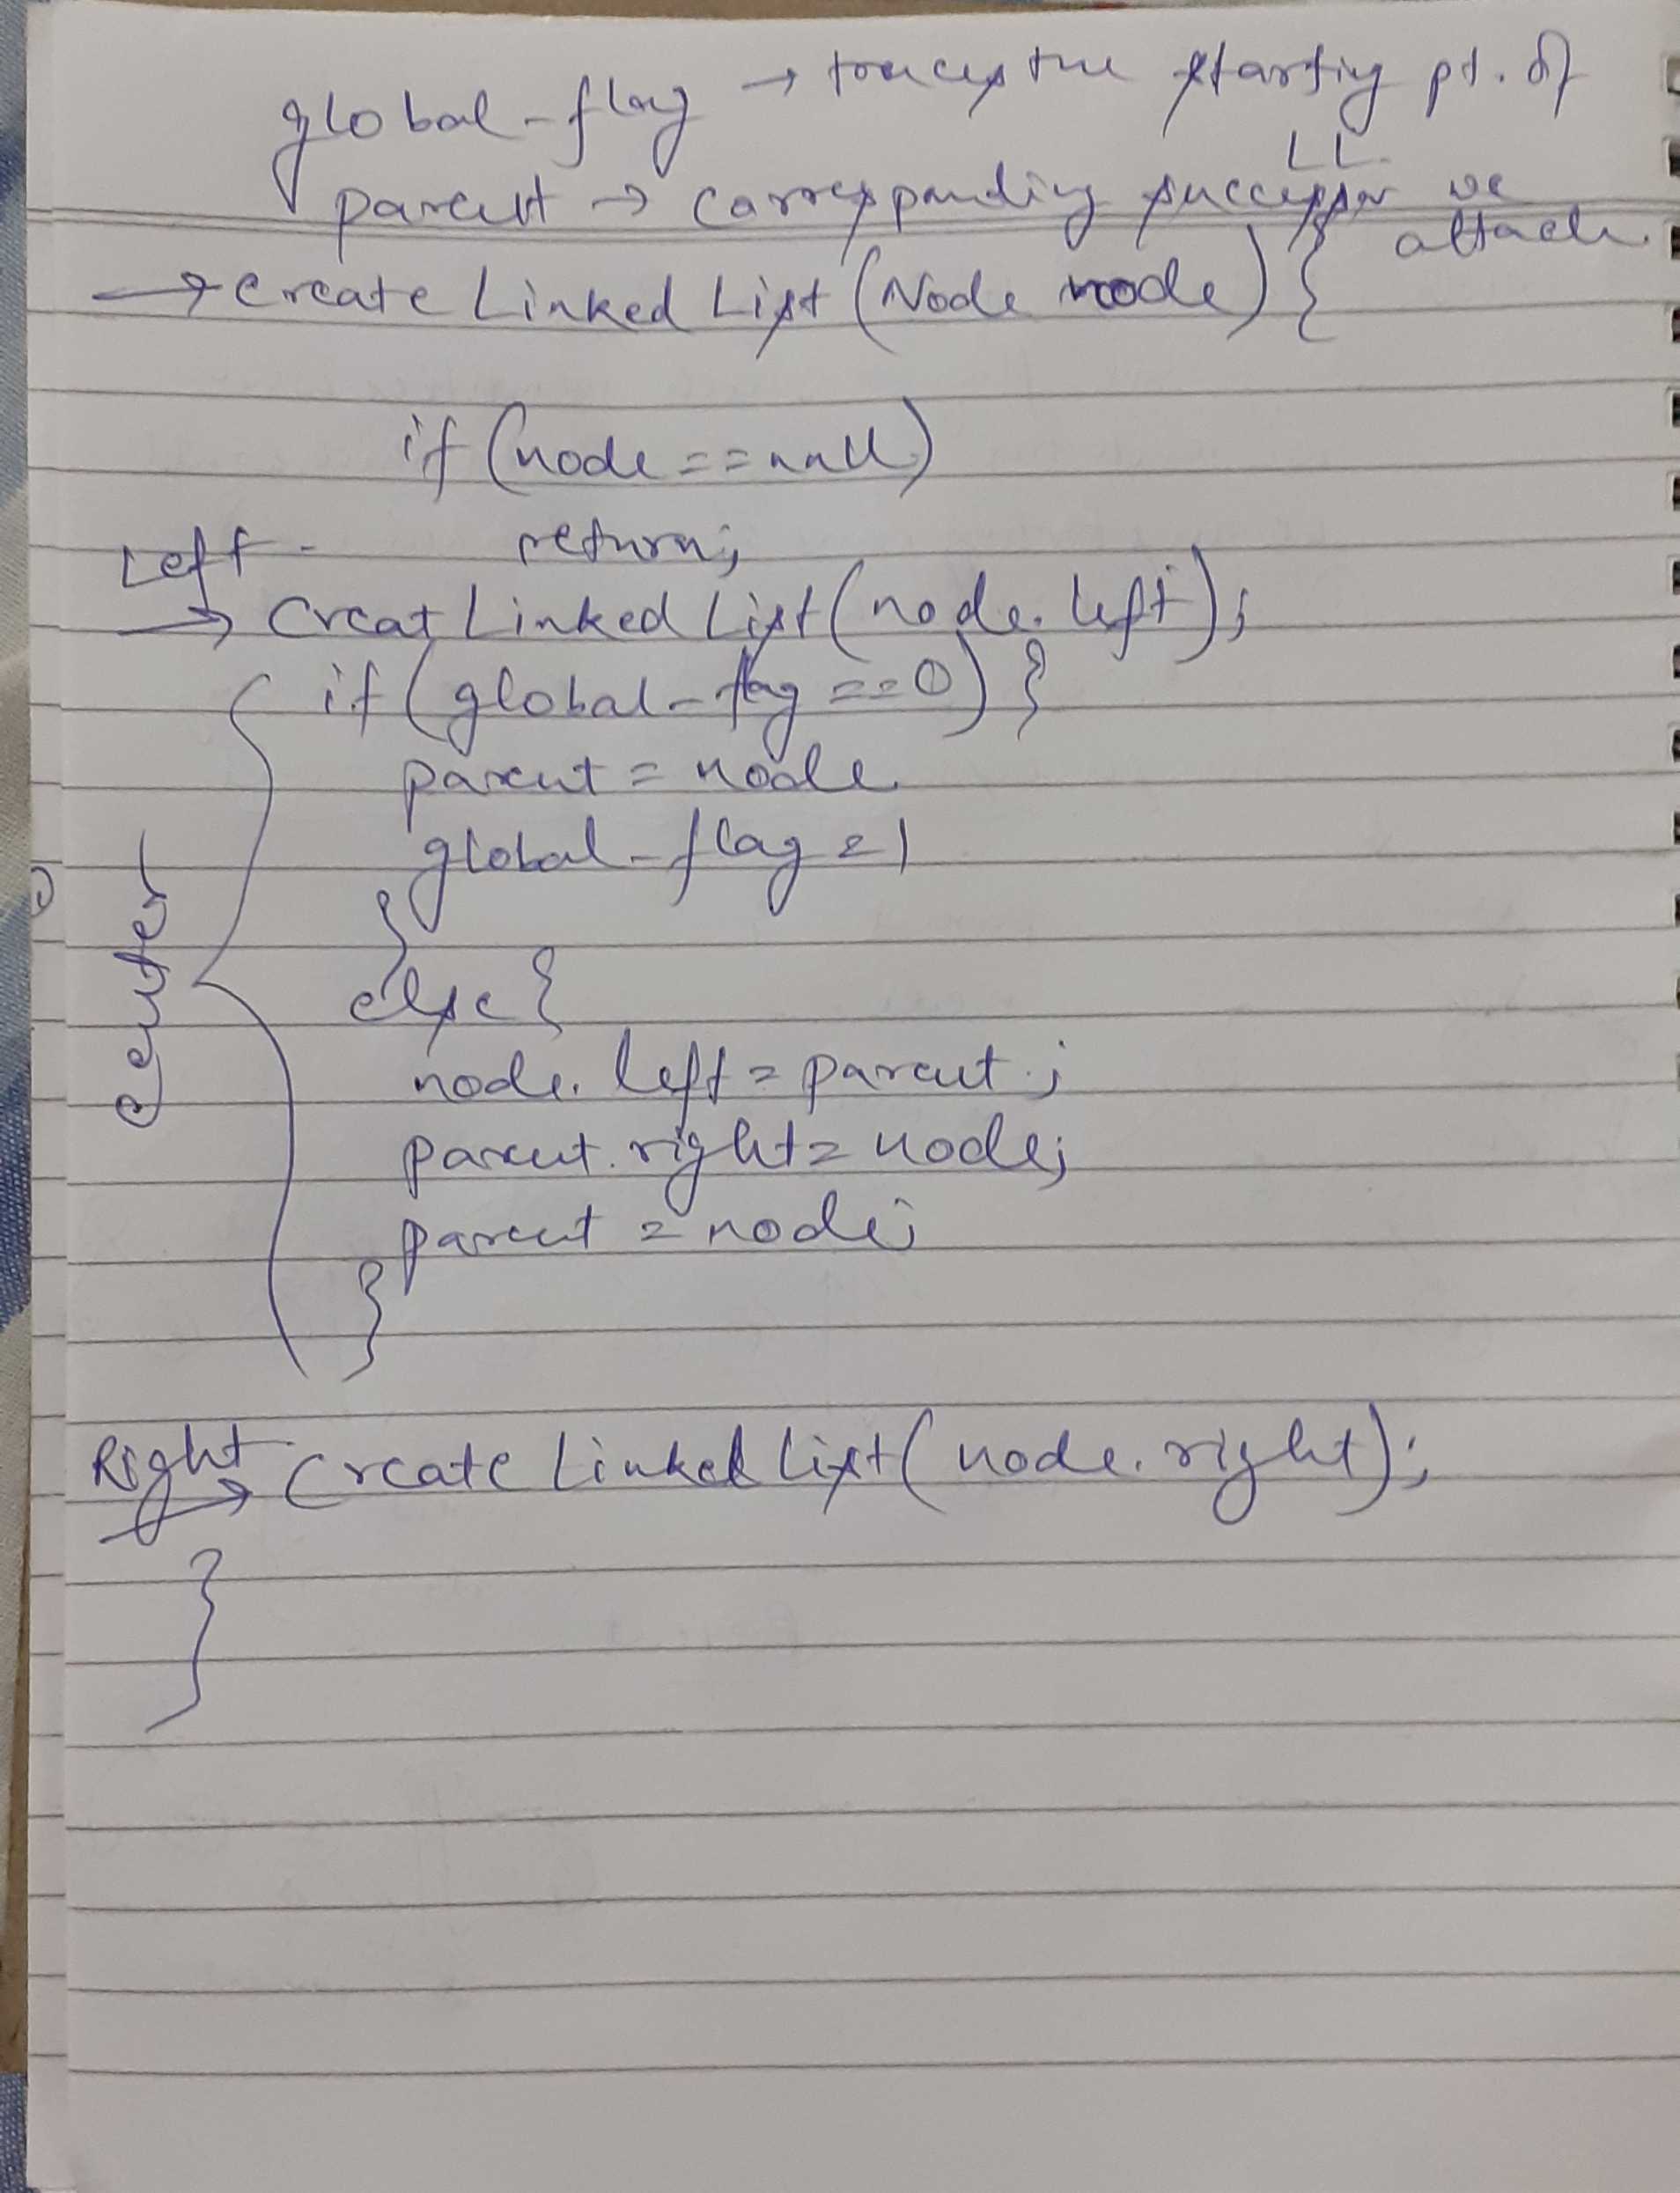 global-flag → traces the starting pt. of
LL.
parent → corresponding successor we
attach.
→ Create Linked List (Node node) {
if (node == null)
return;
Left -
→ Creat Linked List (node. left);
if (global-flag == 0) {
parent = node
global-flag = 1
}
else {
node. left = parent;
parent. right = node;
parent = node;
}
center
Right → Create Linked List (node. right);
}